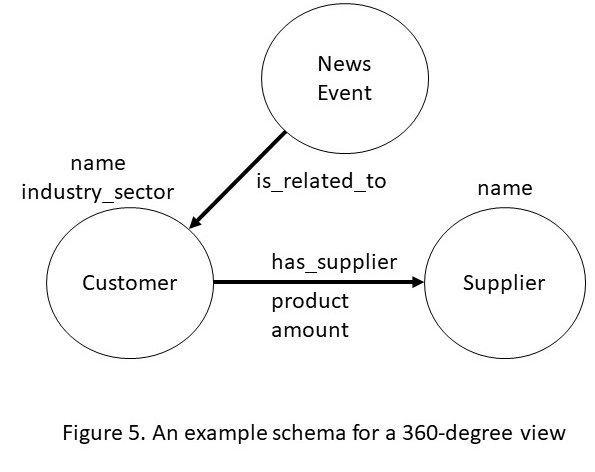 News
Event
name
industry_sector
is_related_to
name
Customer
has_supplier
product
amount
Supplier
Figure 5. An example schema for a 360-degree view